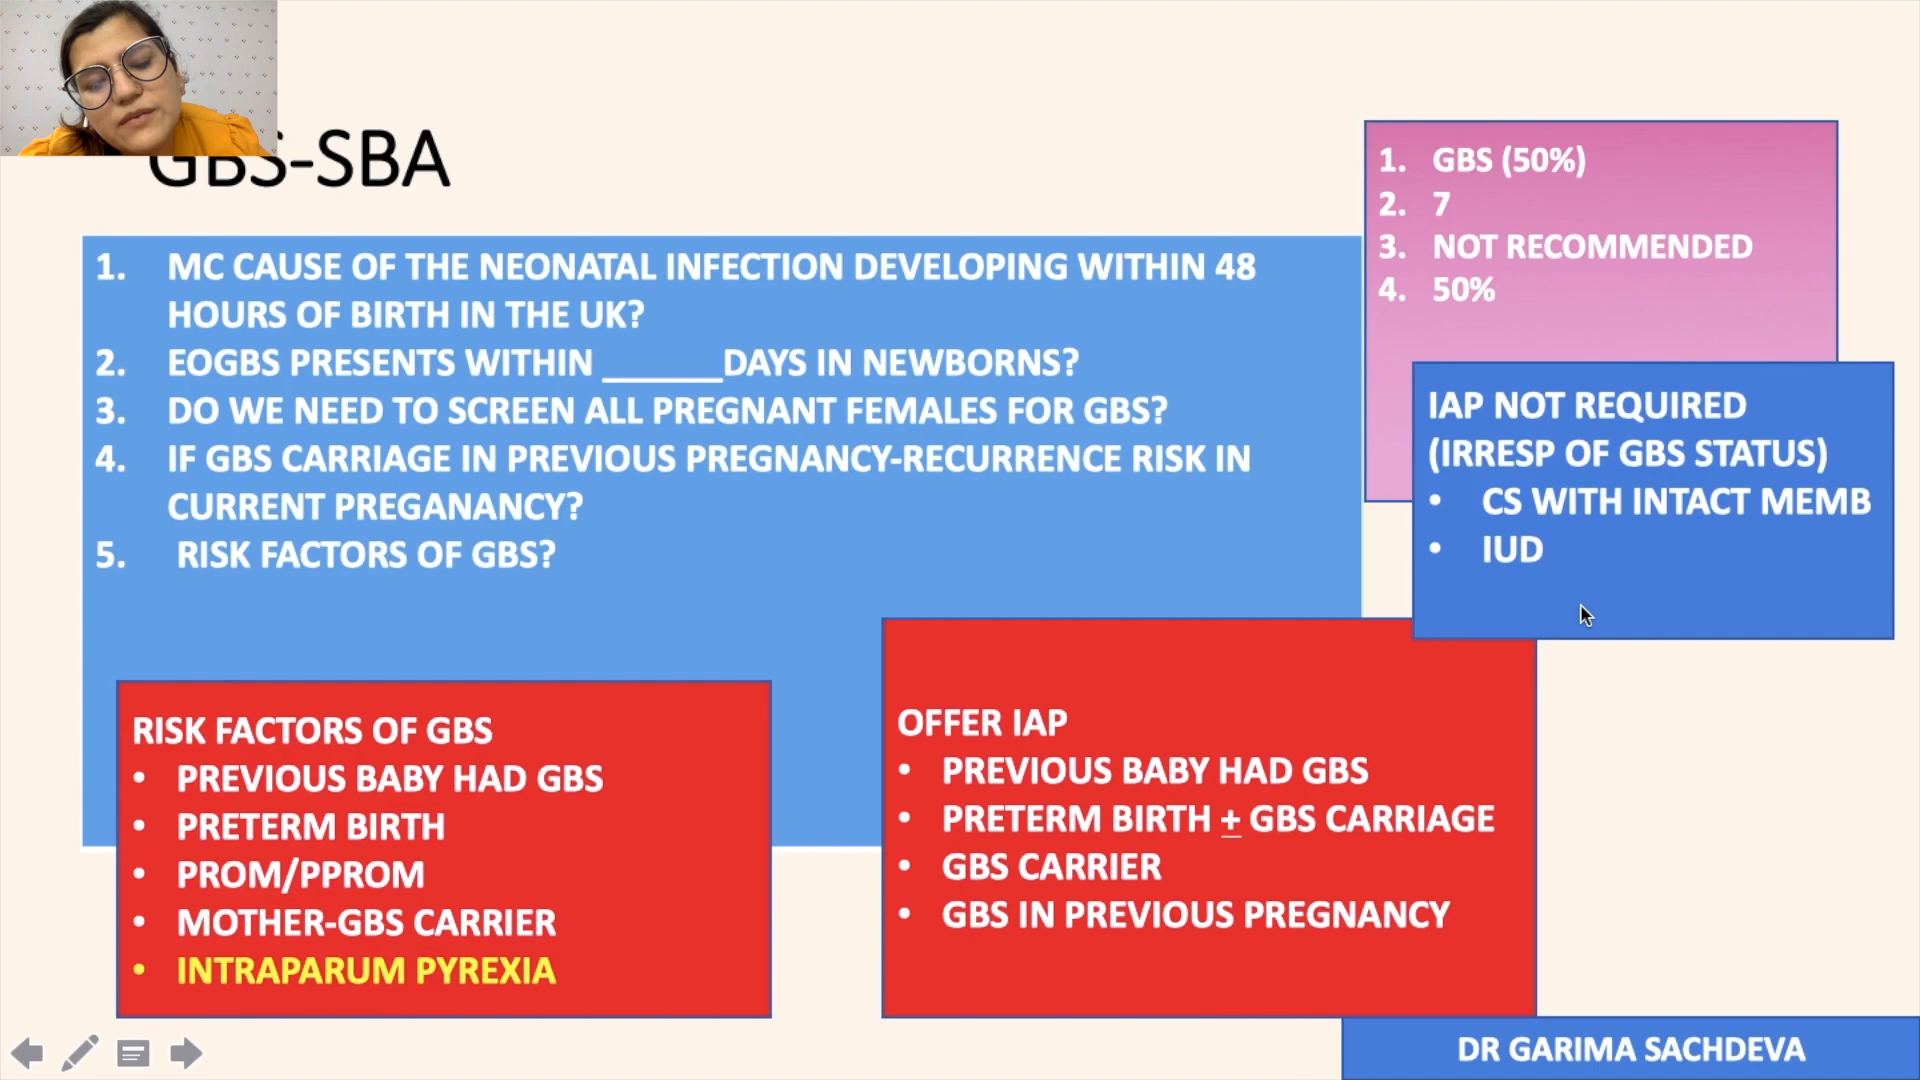 GBS-SBA
1. MC CAUSE OF THE NEONATAL INFECTION DEVELOPING WITHIN 48
HOURS OF BIRTH IN THE UK?
2. EOGBS PRESENTS WITHIN ______DAYS IN NEWBORNS?
3. DO WE NEED TO SCREEN ALL PREGNANT FEMALES FOR GBS?
4. IF GBS CARRIAGE IN PREVIOUS PREGNANCY-RECURRENCE RISK IN
CURRENT PREGANANCY?
5. RISK FACTORS OF GBS?
1. GBS (50%)
2. 7
3. NOT RECOMMENDED
4. 50%
IAP NOT REQUIRED
(IRRESP OF GBS STATUS)
• CS WITH INTACT MEMB
• IUD
RISK FACTORS OF GBS
• PREVIOUS BABY HAD GBS
• PRETERM BIRTH
• PROM/PPROM
• MOTHER-GBS CARRIER
• INTRAPARUM PYREXIA
OFFER IAP
• PREVIOUS BABY HAD GBS
• PRETERM BIRTH ± GBS CARRIAGE
• GBS CARRIER
• GBS IN PREVIOUS PREGNANCY
DR GARIMA SACHDEVA